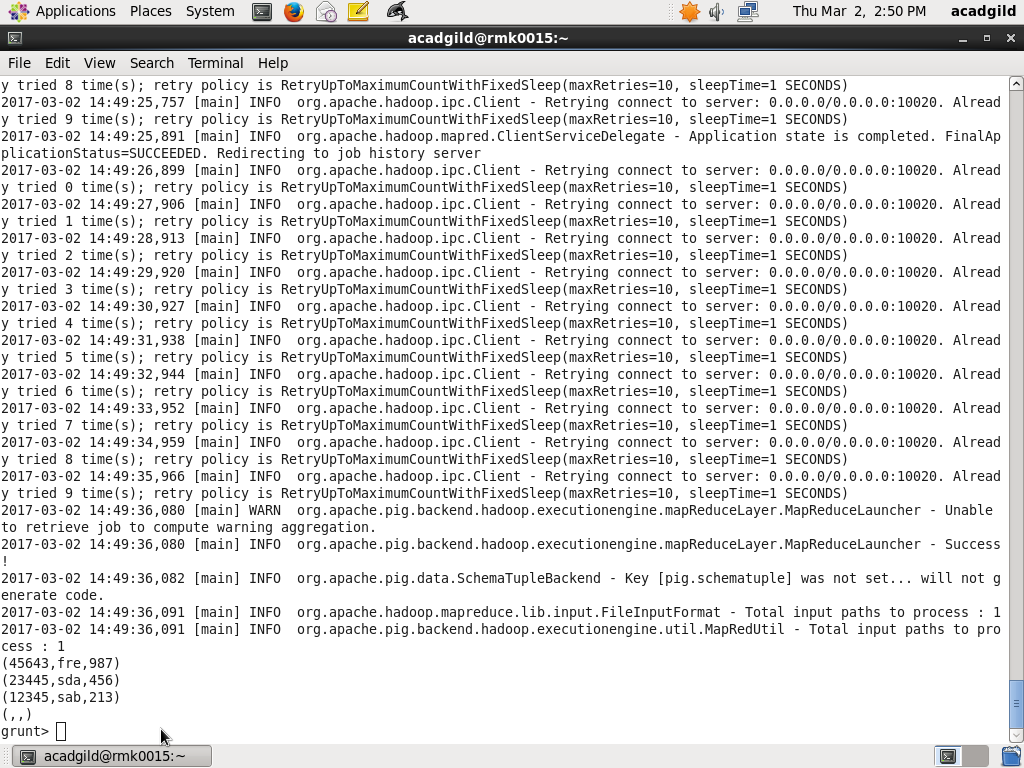 Applications Places System Thu Mar 2, 2:50 PM acadgild
acadgild@rmk0015:~
File Edit View Search Terminal Help
y tried 8 time(s); retry policy is RetryUpToMaximumCountWithFixedSleep(maxRetries=10, sleepTime=1 SECONDS)
2017-03-02 14:49:25,757 [main] INFO  org.apache.hadoop.ipc.Client - Retrying connect to server: 0.0.0.0/0.0.0.0:10020. Alread
y tried 9 time(s); retry policy is RetryUpToMaximumCountWithFixedSleep(maxRetries=10, sleepTime=1 SECONDS)
2017-03-02 14:49:25,891 [main] INFO  org.apache.hadoop.mapred.ClientServiceDelegate - Application state is completed. FinalAp
plicationStatus=SUCCEEDED. Redirecting to job history server
2017-03-02 14:49:26,899 [main] INFO  org.apache.hadoop.ipc.Client - Retrying connect to server: 0.0.0.0/0.0.0.0:10020. Alread
y tried 0 time(s); retry policy is RetryUpToMaximumCountWithFixedSleep(maxRetries=10, sleepTime=1 SECONDS)
2017-03-02 14:49:27,906 [main] INFO  org.apache.hadoop.ipc.Client - Retrying connect to server: 0.0.0.0/0.0.0.0:10020. Alread
y tried 1 time(s); retry policy is RetryUpToMaximumCountWithFixedSleep(maxRetries=10, sleepTime=1 SECONDS)
2017-03-02 14:49:28,913 [main] INFO  org.apache.hadoop.ipc.Client - Retrying connect to server: 0.0.0.0/0.0.0.0:10020. Alread
y tried 2 time(s); retry policy is RetryUpToMaximumCountWithFixedSleep(maxRetries=10, sleepTime=1 SECONDS)
2017-03-02 14:49:29,920 [main] INFO  org.apache.hadoop.ipc.Client - Retrying connect to server: 0.0.0.0/0.0.0.0:10020. Alread
y tried 3 time(s); retry policy is RetryUpToMaximumCountWithFixedSleep(maxRetries=10, sleepTime=1 SECONDS)
2017-03-02 14:49:30,927 [main] INFO  org.apache.hadoop.ipc.Client - Retrying connect to server: 0.0.0.0/0.0.0.0:10020. Alread
y tried 4 time(s); retry policy is RetryUpToMaximumCountWithFixedSleep(maxRetries=10, sleepTime=1 SECONDS)
2017-03-02 14:49:31,938 [main] INFO  org.apache.hadoop.ipc.Client - Retrying connect to server: 0.0.0.0/0.0.0.0:10020. Alread
y tried 5 time(s); retry policy is RetryUpToMaximumCountWithFixedSleep(maxRetries=10, sleepTime=1 SECONDS)
2017-03-02 14:49:32,944 [main] INFO  org.apache.hadoop.ipc.Client - Retrying connect to server: 0.0.0.0/0.0.0.0:10020. Alread
y tried 6 time(s); retry policy is RetryUpToMaximumCountWithFixedSleep(maxRetries=10, sleepTime=1 SECONDS)
2017-03-02 14:49:33,952 [main] INFO  org.apache.hadoop.ipc.Client - Retrying connect to server: 0.0.0.0/0.0.0.0:10020. Alread
y tried 7 time(s); retry policy is RetryUpToMaximumCountWithFixedSleep(maxRetries=10, sleepTime=1 SECONDS)
2017-03-02 14:49:34,959 [main] INFO  org.apache.hadoop.ipc.Client - Retrying connect to server: 0.0.0.0/0.0.0.0:10020. Alread
y tried 8 time(s); retry policy is RetryUpToMaximumCountWithFixedSleep(maxRetries=10, sleepTime=1 SECONDS)
2017-03-02 14:49:35,966 [main] INFO  org.apache.hadoop.ipc.Client - Retrying connect to server: 0.0.0.0/0.0.0.0:10020. Alread
y tried 9 time(s); retry policy is RetryUpToMaximumCountWithFixedSleep(maxRetries=10, sleepTime=1 SECONDS)
2017-03-02 14:49:36,080 [main] WARN  org.apache.pig.backend.hadoop.executionengine.mapReduceLayer.MapReduceLauncher - Unable
to retrieve job to compute warning aggregation.
2017-03-02 14:49:36,080 [main] INFO  org.apache.pig.backend.hadoop.executionengine.mapReduceLayer.MapReduceLauncher - Success
!
2017-03-02 14:49:36,082 [main] INFO  org.apache.pig.data.SchemaTupleBackend - Key [pig.schematuple] was not set... will not g
enerate code.
2017-03-02 14:49:36,091 [main] INFO  org.apache.hadoop.mapreduce.lib.input.FileInputFormat - Total input paths to process : 1
2017-03-02 14:49:36,091 [main] INFO  org.apache.pig.backend.hadoop.executionengine.util.MapRedUtil - Total input paths to pro
cess : 1
(45643,fre,987)
(23445,sda,456)
(12345,sab,213)
(,,)
grunt>
acadgild@rmk0015:~